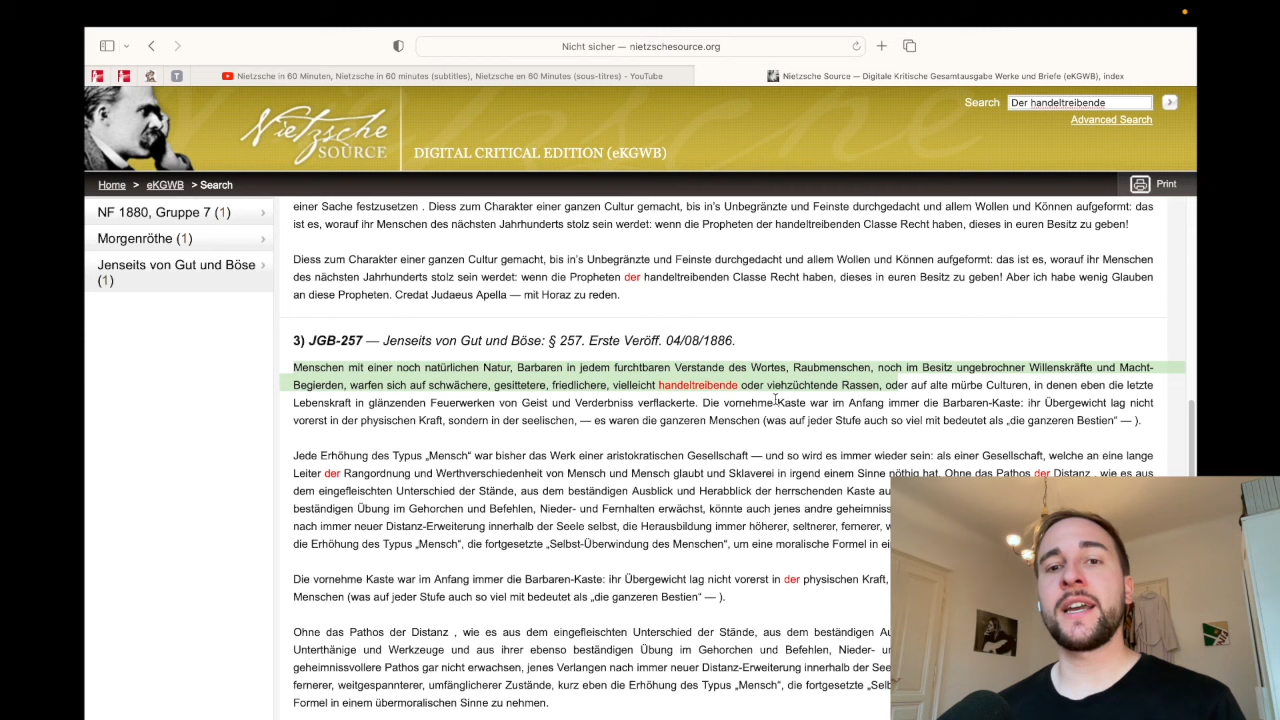 Nicht sicher — nietzschesource.org
T
Nietzsche in 60 Minuten, Nietzsche in 60 minutes (subtitles), Nietzsche en 60 Minutes (sous-titres) - YouTube
Nietzsche Source — Digitale Kritische Gesamtausgabe Werke und Briefe (eKGWB), index
Nietzsche
SOURCE
DIGITAL CRITICAL EDITION (eKGWB)
Search Der handeltreibende
Advanced Search
Home > eKGWB > Search
Print
NF 1880, Gruppe 7 (1)
Morgenröthe (1)
Jenseits von Gut und Böse
(1)
einer Sache festzusetzen . Diess zum Charakter einer ganzen Cultur gemacht, bis in's Unbegränzte und Feinste durchgedacht und allem Wollen und Können aufgeformt: das
ist es, worauf ihr Menschen des nächsten Jahrhunderts stolz sein werdet: wenn die Propheten der handeltreibenden Classe Recht haben, dieses in euren Besitz zu geben!
Diess zum Charakter einer ganzen Cultur gemacht, bis in's Unbegränzte und Feinste durchgedacht und allem Wollen und Können aufgeformt: das ist es, worauf ihr Menschen
des nächsten Jahrhunderts stolz sein werdet: wenn die Propheten der handeltreibenden Classe Recht haben, dieses in euren Besitz zu geben! Aber ich habe wenig Glauben
an diese Propheten. Credat Judaeus Apella — mit Horaz zu reden.
3) JGB-257 — Jenseits von Gut und Böse: § 257. Erste Veröff. 04/08/1886.
Menschen mit einer noch natürlichen Natur, Barbaren in jedem furchtbaren Verstande des Wortes, Raubmenschen, noch im Besitz ungebrochner Willenskräfte und Macht-
Begierden, warfen sich auf schwächere, gesittetere, friedlichere, vielleicht handeltreibende oder viehzüchtende Rassen, oder auf alte mürbe Culturen, in denen eben die letzte
Lebenskraft in glänzenden Feuerwerken von Geist und Verderbniss verflackerte. Die vornehme Kaste war im Anfang immer die Barbaren-Kaste: ihr Übergewicht lag nicht
vorerst in der physischen Kraft, sondern in der seelischen, — es waren die ganzeren Menschen (was auf jeder Stufe auch so viel mit bedeutet als „die ganzeren Bestien“ — ).
Jede Erhöhung des Typus „Mensch“ war bisher das Werk einer aristokratischen Gesellschaft — und so wird es immer wieder sein: als einer Gesellschaft, welche an eine lange
Leiter der Rangordnung und Werthverschiedenheit von Mensch und Mensch glaubt und Sklaverei in irgend einem Sinne nöthig hat. Ohne das Pathos der Distanz , wie es aus
dem eingefleischten Unterschied der Stände, aus dem beständigen Ausblick und Herabblick der herrschenden Kaste au
beständigen Übung im Gehorchen und Befehlen, Nieder- und Fernhalten erwächst, könnte auch jenes andre geheimniss
nach immer neuer Distanz-Erweiterung innerhalb der Seele selbst, die Herausbildung immer höherer, seltnerer, fernerer, w
die Erhöhung des Typus „Mensch“, die fortgesetzte „Selbst-Überwindung des Menschen“, um eine moralische Formel in ei
Die vornehme Kaste war im Anfang immer die Barbaren-Kaste: ihr Übergewicht lag nicht vorerst in der physischen Kraft,
Menschen (was auf jeder Stufe auch so viel mit bedeutet als „die ganzeren Bestien“ — ).
Ohne das Pathos der Distanz , wie es aus dem eingefleischten Unterschied der Stände, aus dem beständigen Au
Unterthänige und Werkzeuge und aus ihrer ebenso beständigen Übung im Gehorchen und Befehlen, Nieder- u
geheimnissvollere Pathos gar nicht erwachsen, jenes Verlangen nach immer neuer Distanz-Erweiterung innerhalb der See
fernerer, weitgespannterer, umfänglicherer Zustände, kurz eben die Erhöhung des Typus „Mensch“, die fortgesetzte „Selb
Formel in einem übermoralischen Sinne zu nehmen.